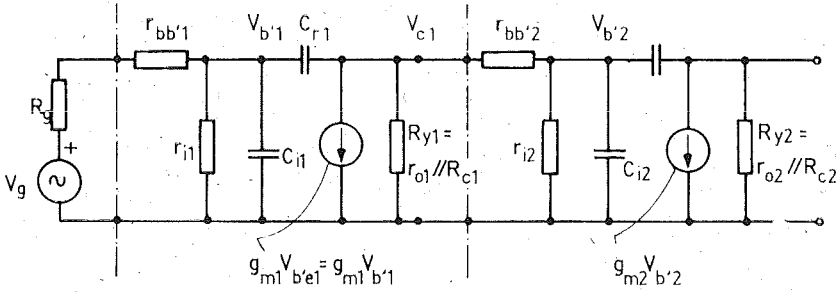 r_bb'1 V_b'1 C_r1 V_c1 r_bb'2 V_b'2
R_g
+
V_g
r_i1 C_i1 R_y1 = r_o1//R_c1 r_i2 C_i2 R_y2 = r_o2//R_c2
g_m1 V_b'e1 = g_m1 V_b'1 g_m2 V_b'2